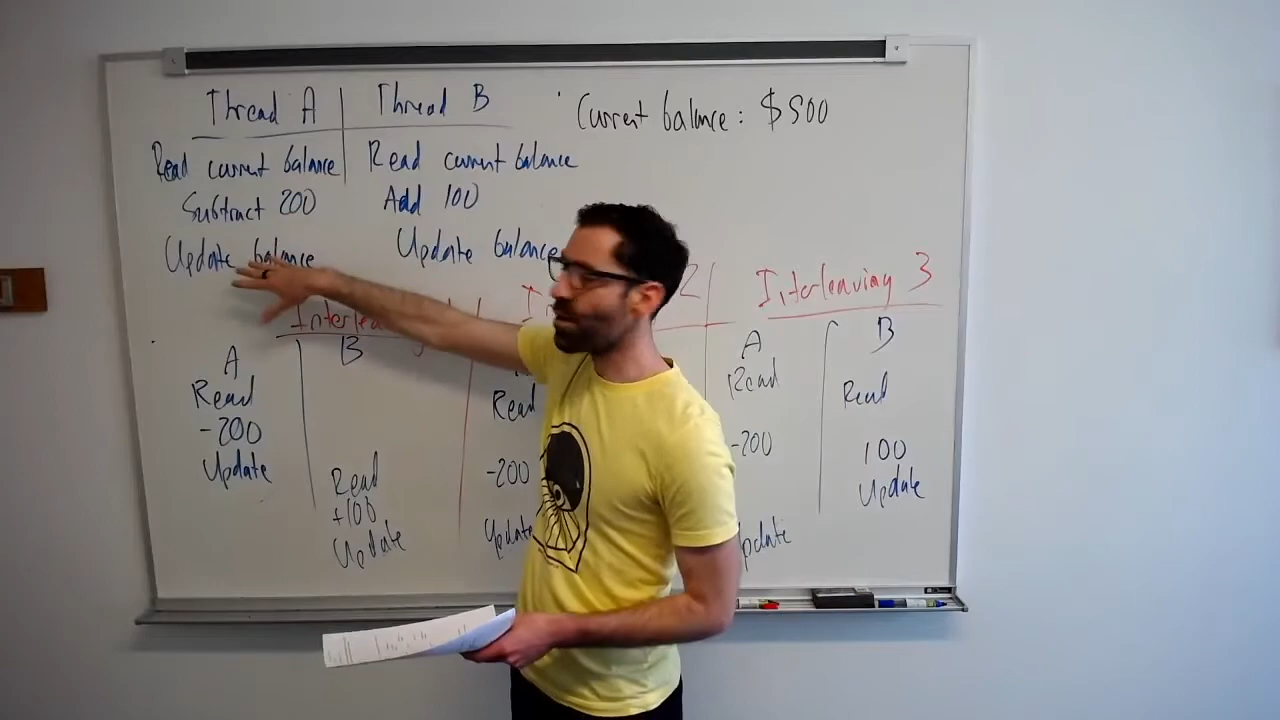 Thread A | Thread B
Current balance: $500
Read current balance
Read current balance
Subtract 200
Add 100
Update balance
Update balance
2
Interleaving 3
A
B
Read
-200
Update
Read
+100
Update
Read
-200
Update
A
B
Read
Read
-200
100
Update